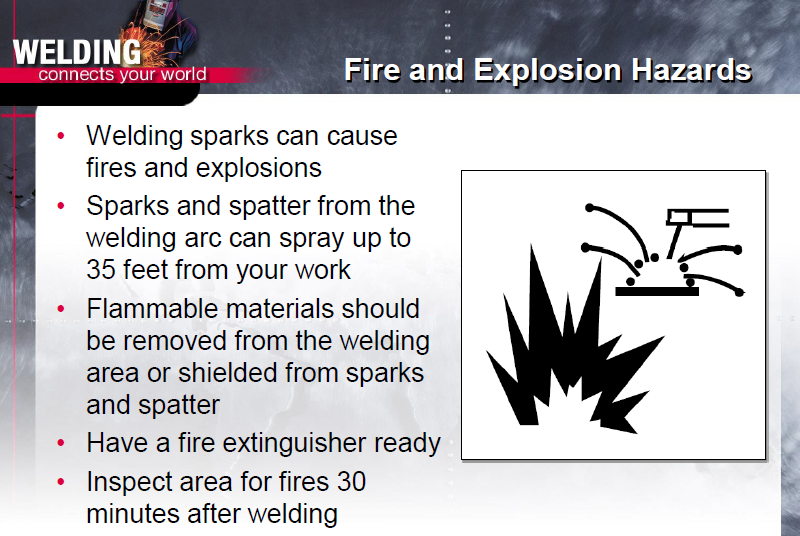 WELDING
connects your world
Fire and Explosion Hazards
• Welding sparks can cause
fires and explosions
• Sparks and spatter from the
welding arc can spray up to
35 feet from your work
• Flammable materials should
be removed from the welding
area or shielded from sparks
and spatter
• Have a fire extinguisher ready
• Inspect area for fires 30
minutes after welding